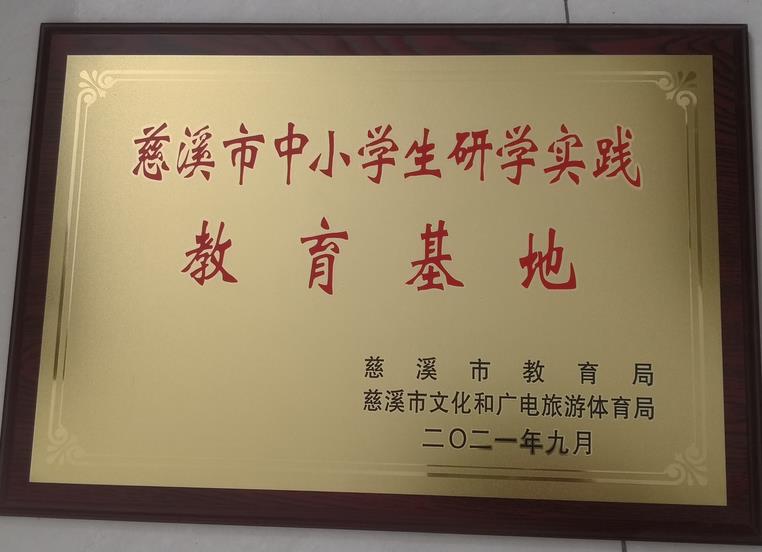 慈溪市中小学生研学实践
教育基地
慈溪市教育局
慈溪市文化和广电旅游体育局
二〇二一年九月